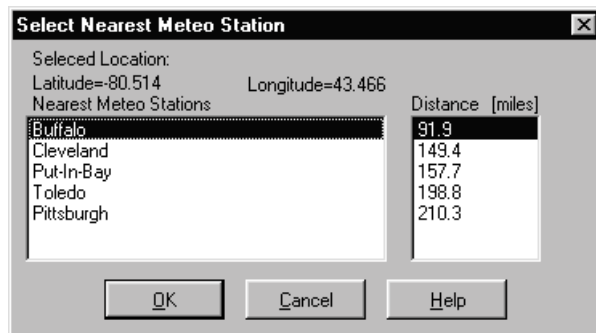 Select Nearest Meteo Station
Seleced Location:
Latitude=-80.514 Longitude=43.466
Nearest Meteo Stations Distance [miles]
Buffalo 91.9
Cleveland 149.4
Put-In-Bay 157.7
Toledo 198.8
Pittsburgh 210.3
OK Cancel Help